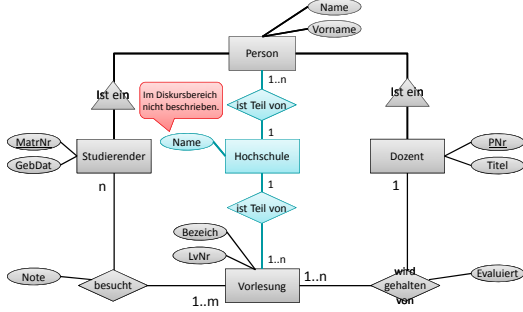 Name
Vorname
Person
1..n
Ist ein
Ist ein
Im Diskursbereich
nicht beschrieben.
ist Teil von
1
MatrNr
GebDat
Studierender
Name
Hochschule
Dozent
PNr
Titel
n
1
1
ist Teil von
Bezeich
LvNr
1..n
Note
besucht
1..m
Vorlesung
1..n
wird
gehalten
von
Evaluiert